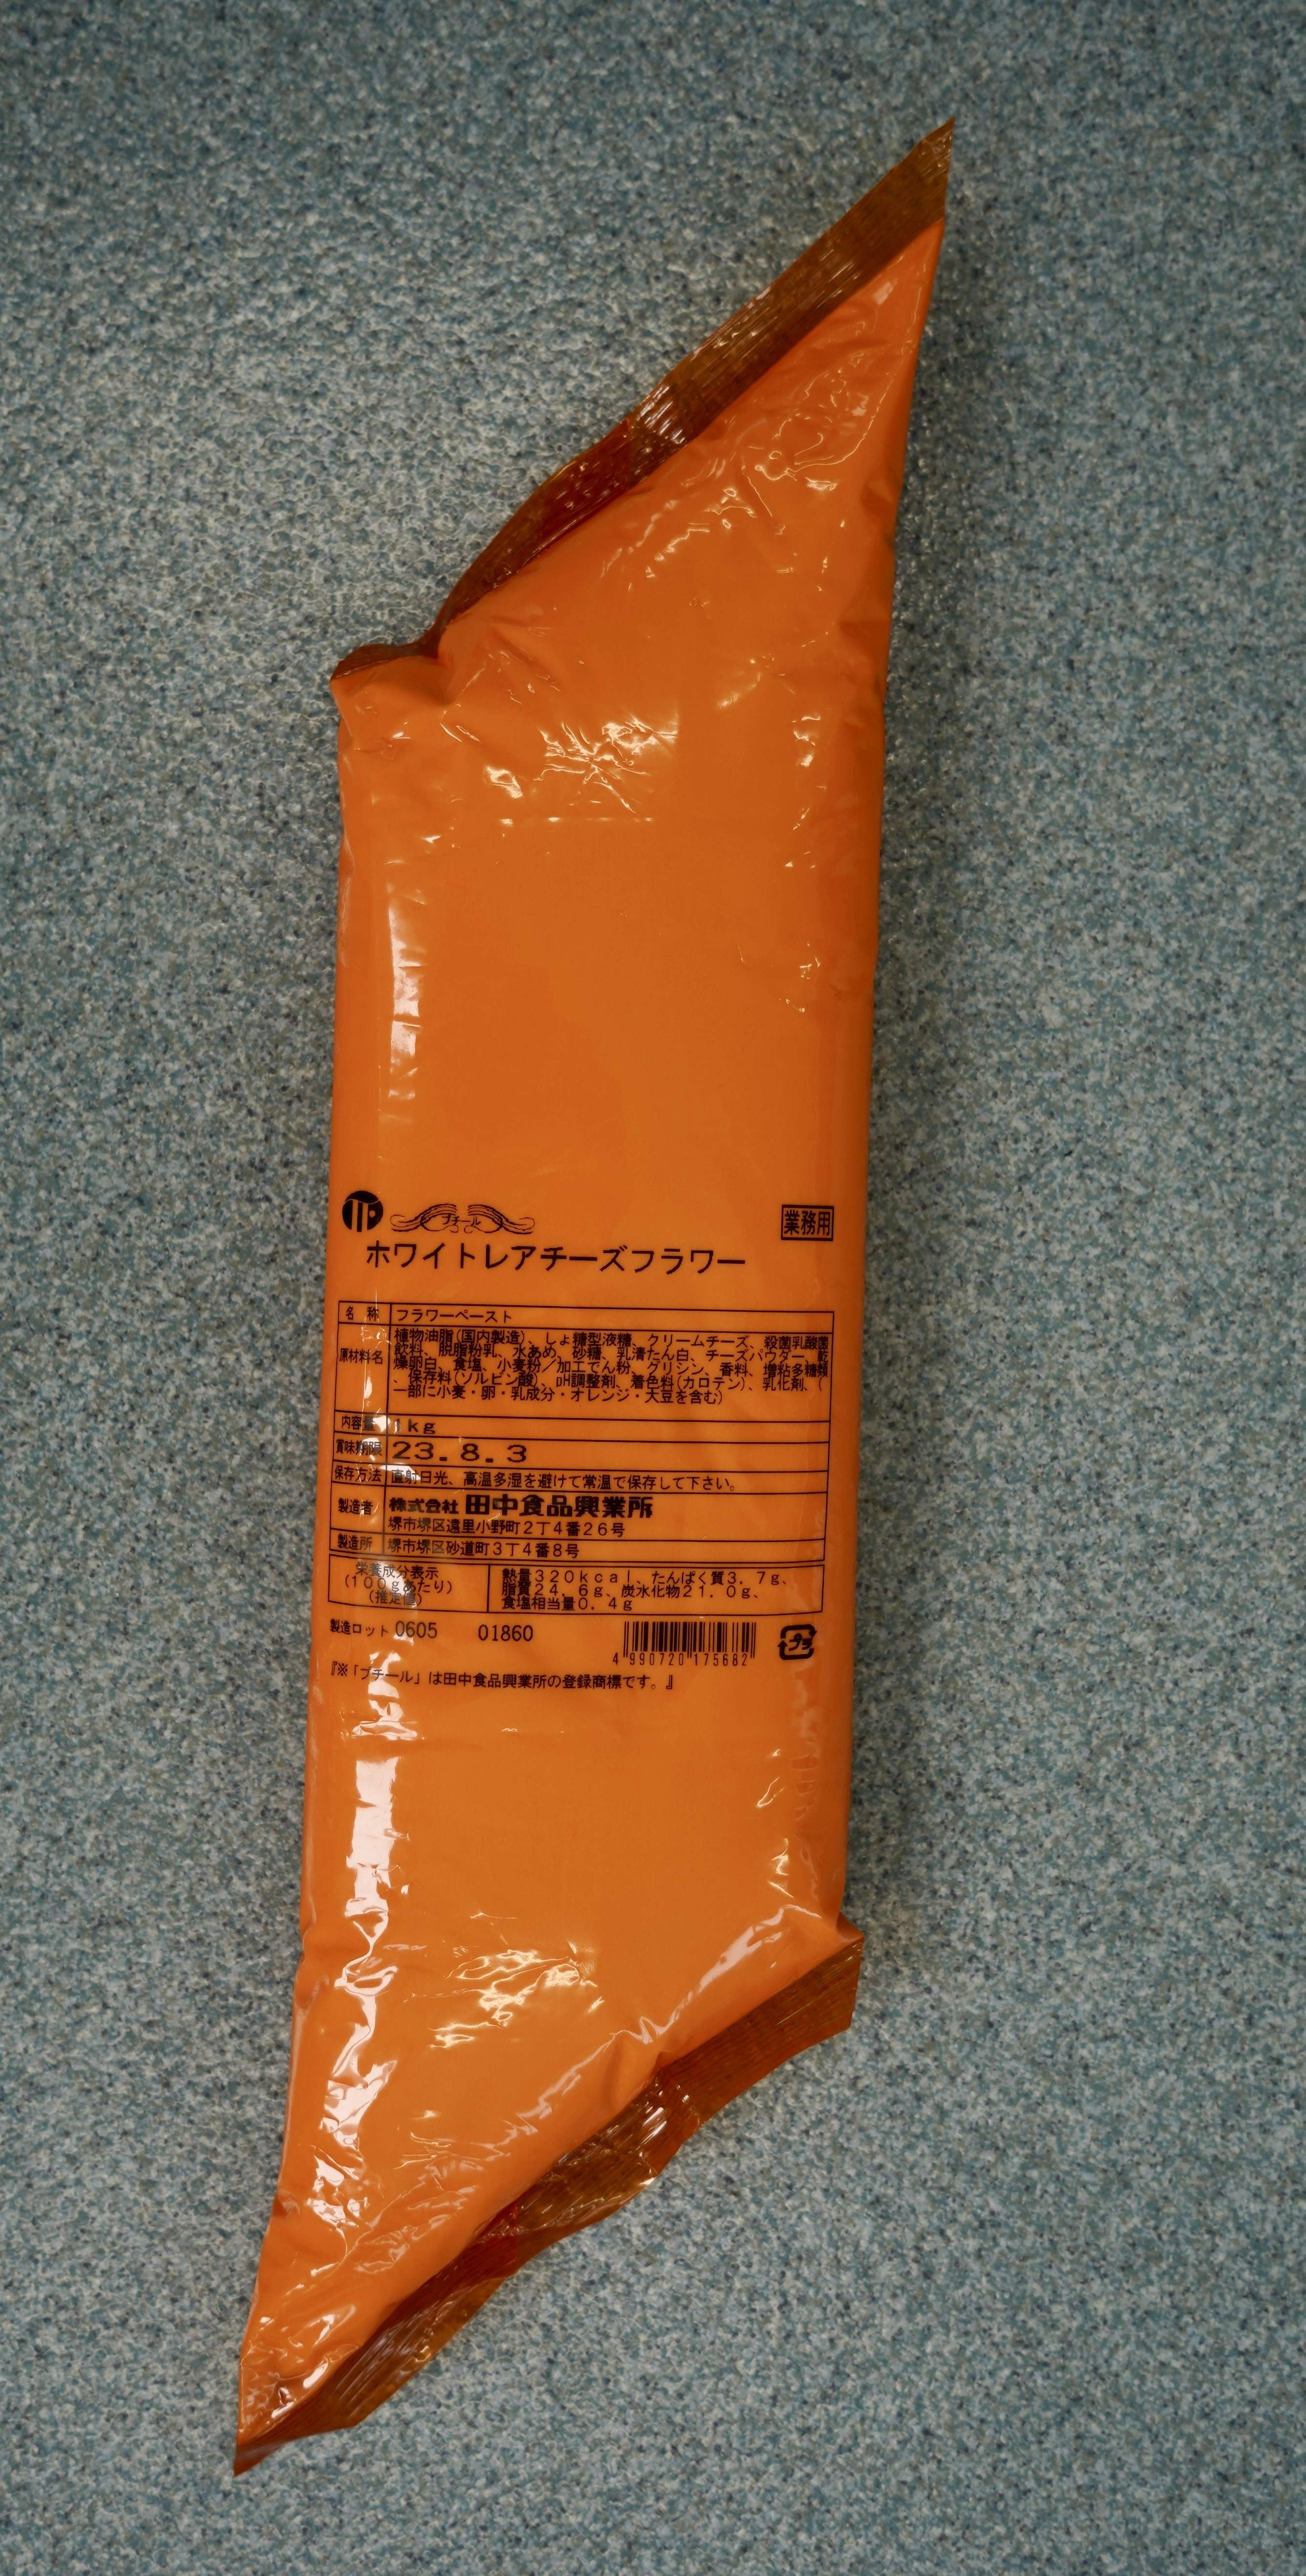 プチール
業務用
ホワイトレアチーズフラワー
名 称 フラワーペースト
原材料名 植物油脂(国内製造)、しょ糖型液糖、クリームチーズ、殺菌乳酸菌
飲料、脱脂粉乳、水あめ、砂糖、乳清たん白、チーズパウダー、乾
燥卵白、食塩、小麦粉/加工でん粉、グリシン、香料、増粘多糖類
、保存料(ソルビン酸)、pH調整剤、着色料(カロテン)、乳化剤、(
一部に小麦・卵・乳成分・オレンジ・大豆を含む)
内容量 1kg
賞味期限 23.8.3
保存方法 直射日光、高温多湿を避けて常温で保存して下さい。
製造者 株式会社 田中食品興業所
堺市堺区遠里小野町2丁4番26号
製造所 堺市堺区砂道町3丁4番8号
栄養成分表示
(100gあたり)
(推定値)
熱量320kcal、たんぱく質3.7g、
脂質24.6g、炭水化物21.0g、
食塩相当量0.4g
製造ロット 0605 01860
4 990720 175682
プラ
『※「プチール」は田中食品興業所の登録商標です。』